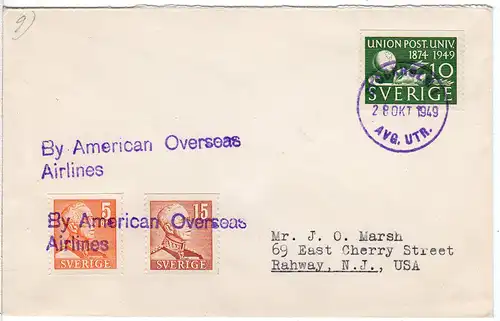 9)
UNION POST. UNIV.
1874 1949
10
SVERIGE
28 OKT 1949
AVG. UTR.
By American Overseas
Airlines
By American Overseas
Airlines
5
SVERIGE
15
SVERIGE
Mr. J. O. Marsh
69 East Cherry Street
Rahway, N.J., USA